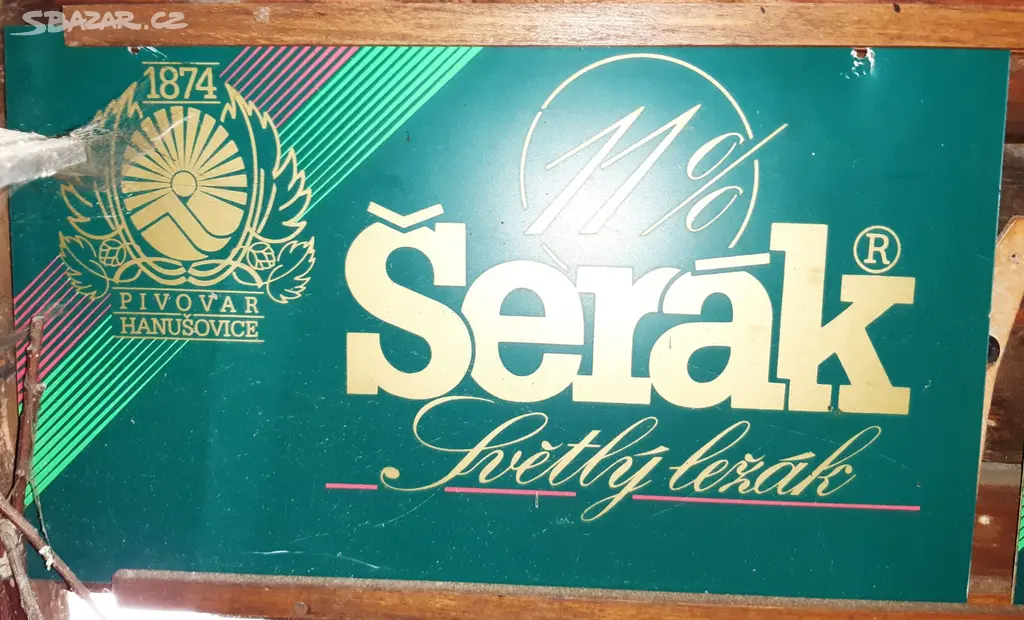 SBAZAR.CZ
1874
PIVOVAR
HANUŠOVICE
11%
Šerák®
Světlý ležák